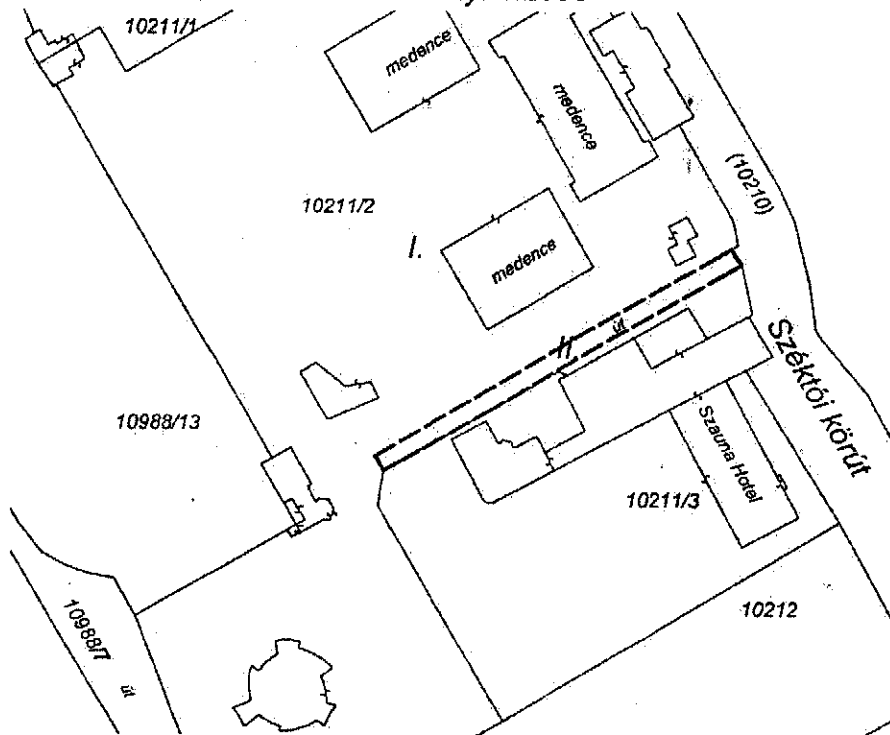 10211/1
medence
medence
(10210)
10211/2
I.
medence
út
Széktói körút
10988/13
Szauna Hotel
10211/3
10212
10988/7
út